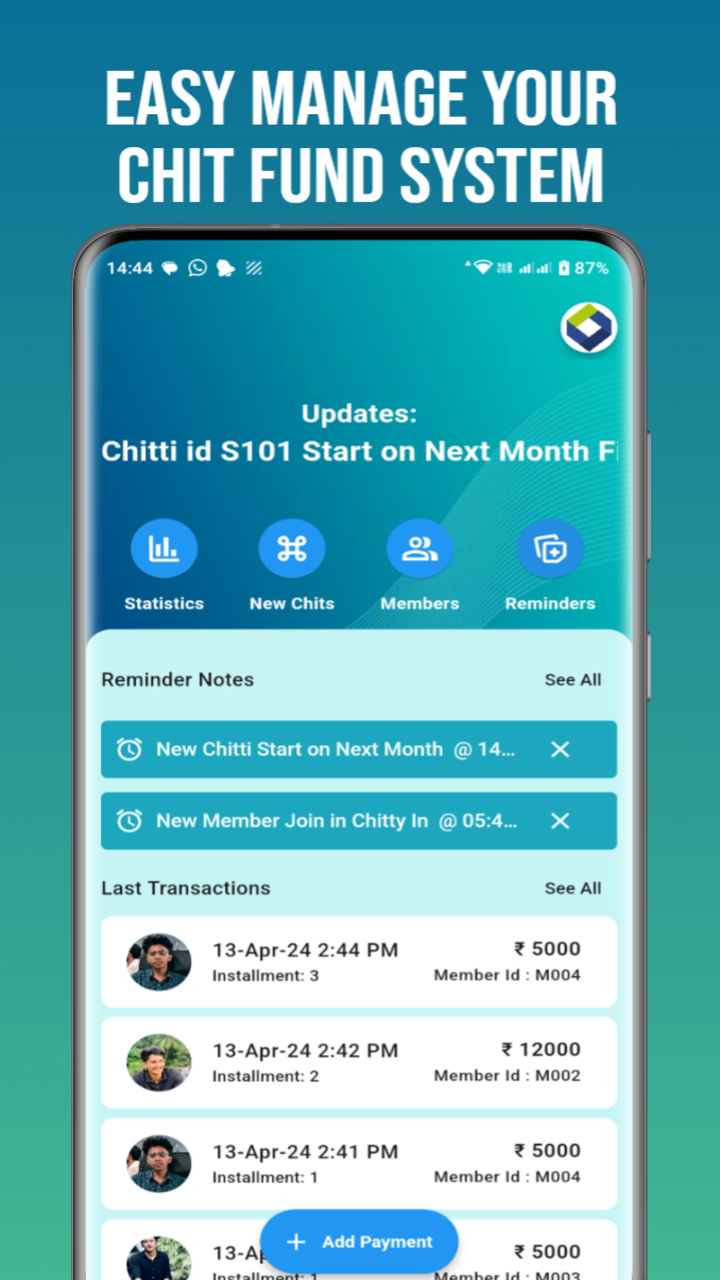 EASY MANAGE YOUR
CHIT FUND SYSTEM
14:44 87%
Updates:
Chitti id S101 Start on Next Month Fi
Statistics New Chits Members Reminders
Reminder Notes See All
New Chitti Start on Next Month @ 14...
New Member Join in Chitty In @ 05:4...
Last Transactions See All
13-Apr-24 2:44 PM ₹ 5000
Installment: 3 Member Id : M004
13-Apr-24 2:42 PM ₹ 12000
Installment: 2 Member Id : M002
13-Apr-24 2:41 PM ₹ 5000
Installment: 1 Member Id : M004
13-Ap ₹ 5000
+ Add Payment
Installment: 1 Member Id : M003